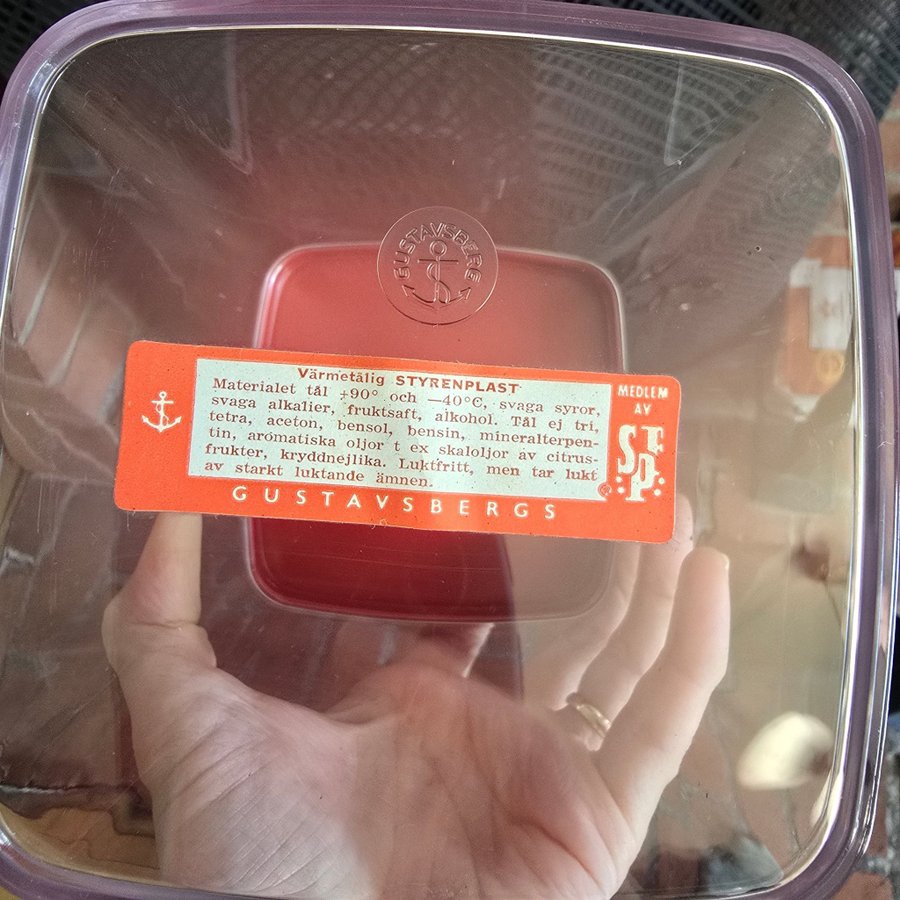 GUSTAVSBERG
Värmetålig STYRENPLAST
Materialet tål +90° och —40°C, svaga syror,
svaga alkalier, fruktsaft, alkohol. Tål ej tri,
tetra, aceton, bensol, bensin, mineralterpen-
tin, aromatiska oljor t ex skaloljor av citrus-
frukter, kryddnejlika. Luktfritt, men tar lukt
av starkt luktande ämnen.
MEDLEM
AV
SPF
GUSTAVSBERGS